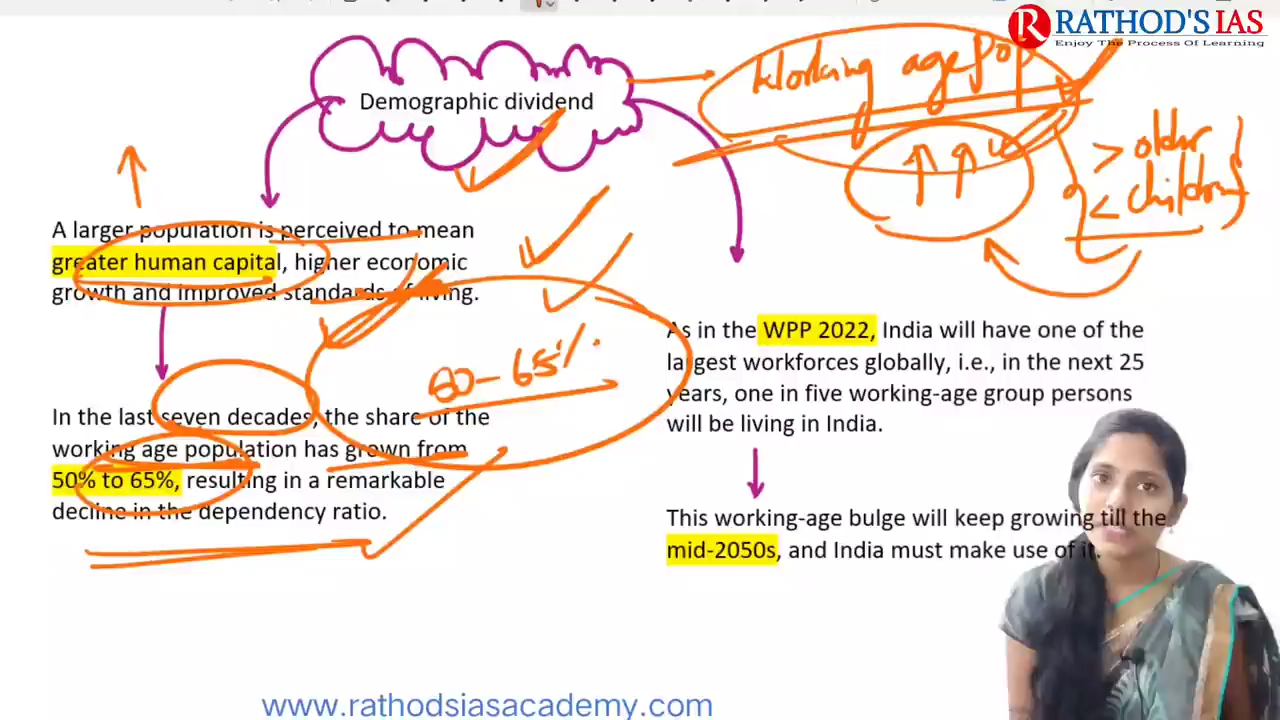 RATHOD'S IAS
Enjoy The Process Of Learning
Demographic dividend
Working age pop
> older
< children
A larger population is perceived to mean
greater human capital, higher economic
growth and improved standards of living.
60-65%.
In the last seven decades, the share of the
working age population has grown from
50% to 65%, resulting in a remarkable
decline in the dependency ratio.
As in the WPP 2022, India will have one of the
largest workforces globally, i.e., in the next 25
years, one in five working-age group persons
will be living in India.
This working-age bulge will keep growing till the
mid-2050s, and India must make use of it.
www.rathodsiasacademy.com